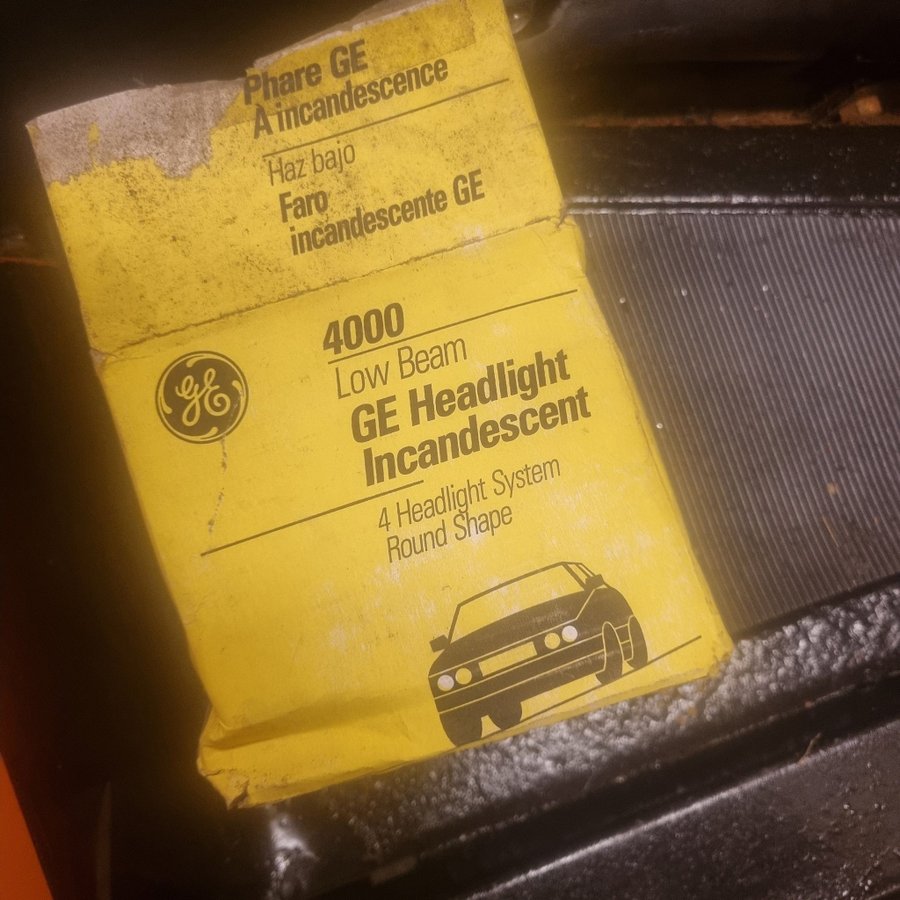 Phare GE
A incandescence
Haz bajo
Faro
incandescente GE
4000
Low Beam
GE Headlight
Incandescent
4 Headlight System
Round Shape
GE